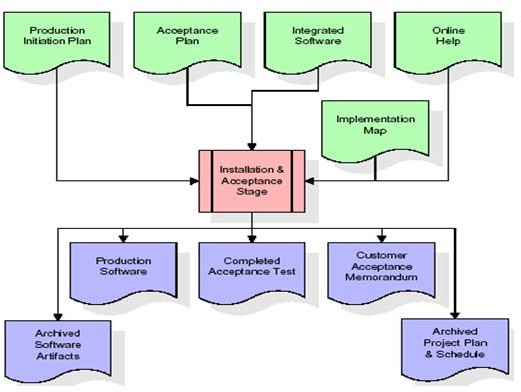 Production
Initiation Plan
Acceptance
Plan
Integrated
Software
Online
Help
Implementation
Map
Installation &
Acceptance
Stage
Production
Software
Completed
Acceptance Test
Customer
Acceptance
Memorandum
Archived
Software
Artifacts
Archived
Project Plan
& Schedule